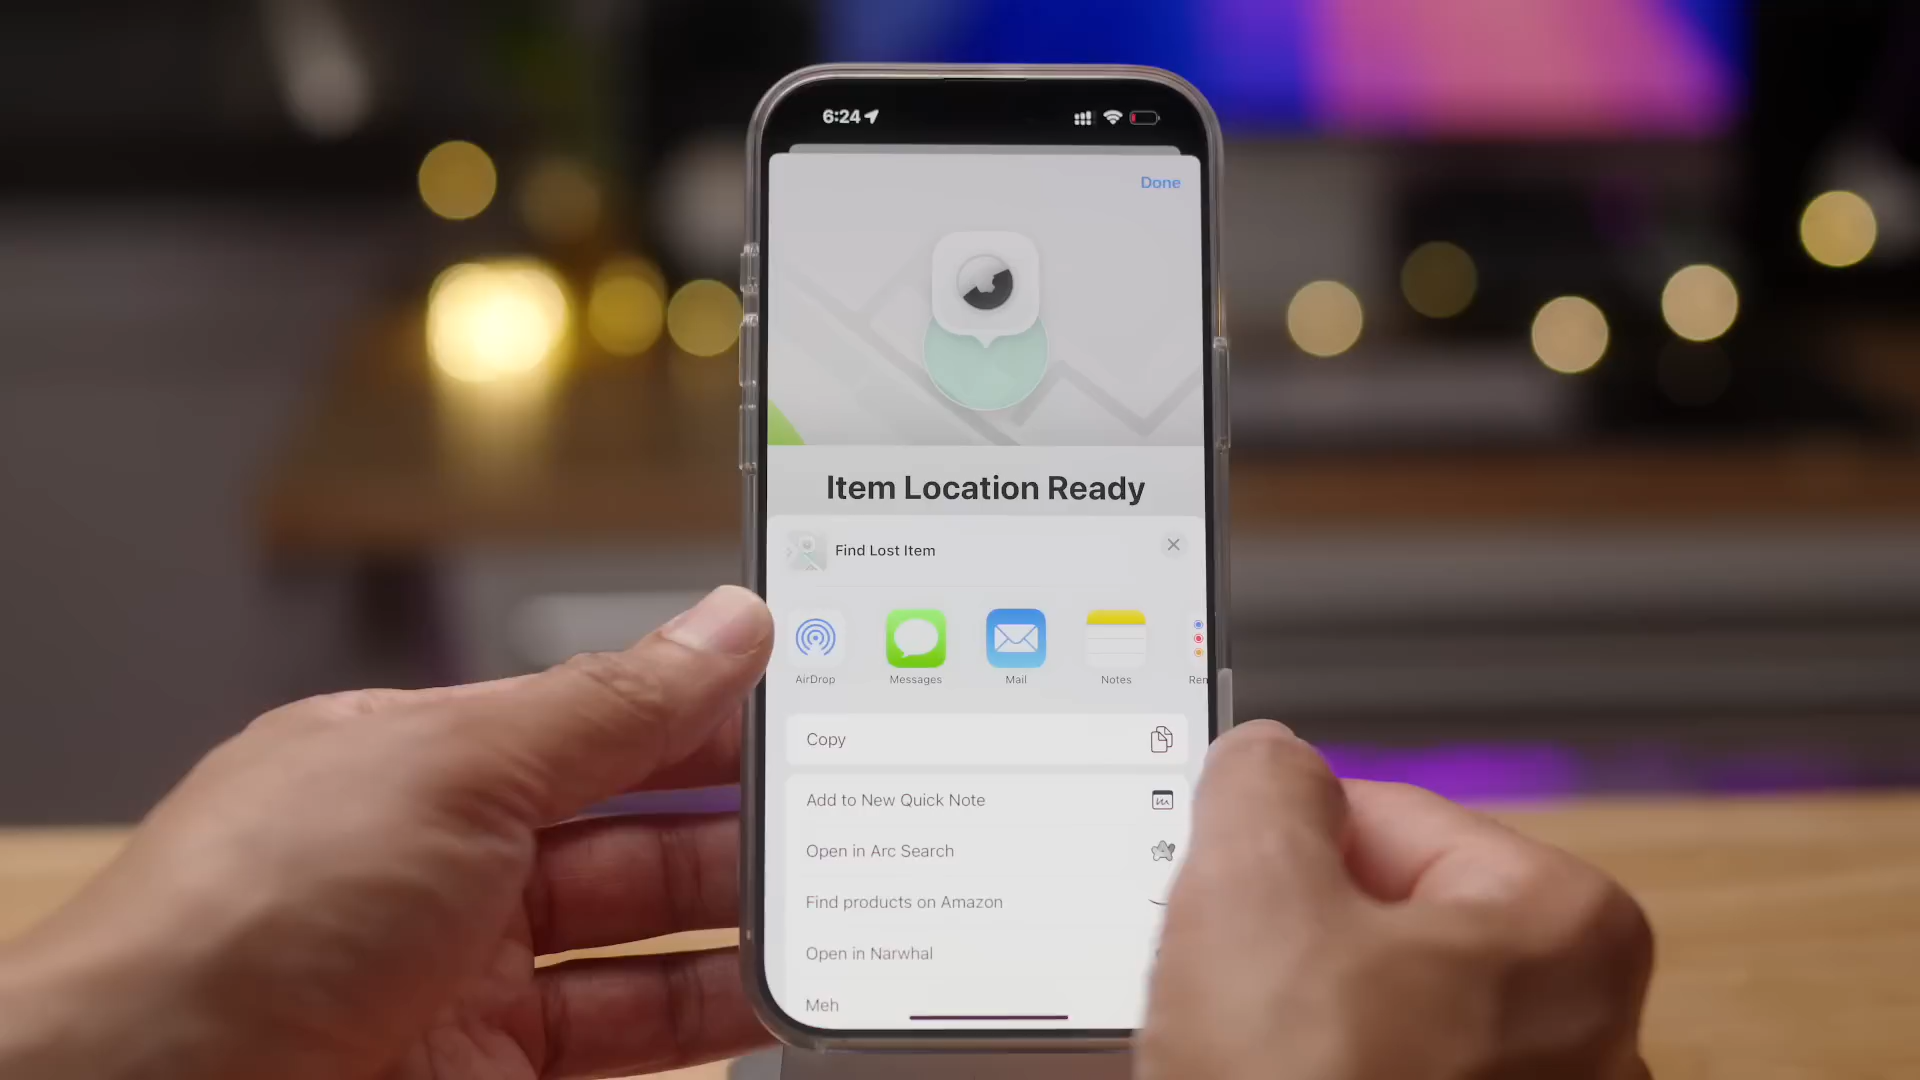 6:24
Done
Item Location Ready
Find Lost Item
AirDrop
Messages
Mail
Notes
Ren
Copy
Add to New Quick Note
Open in Arc Search
Find products on Amazon
Open in Narwhal
Meh